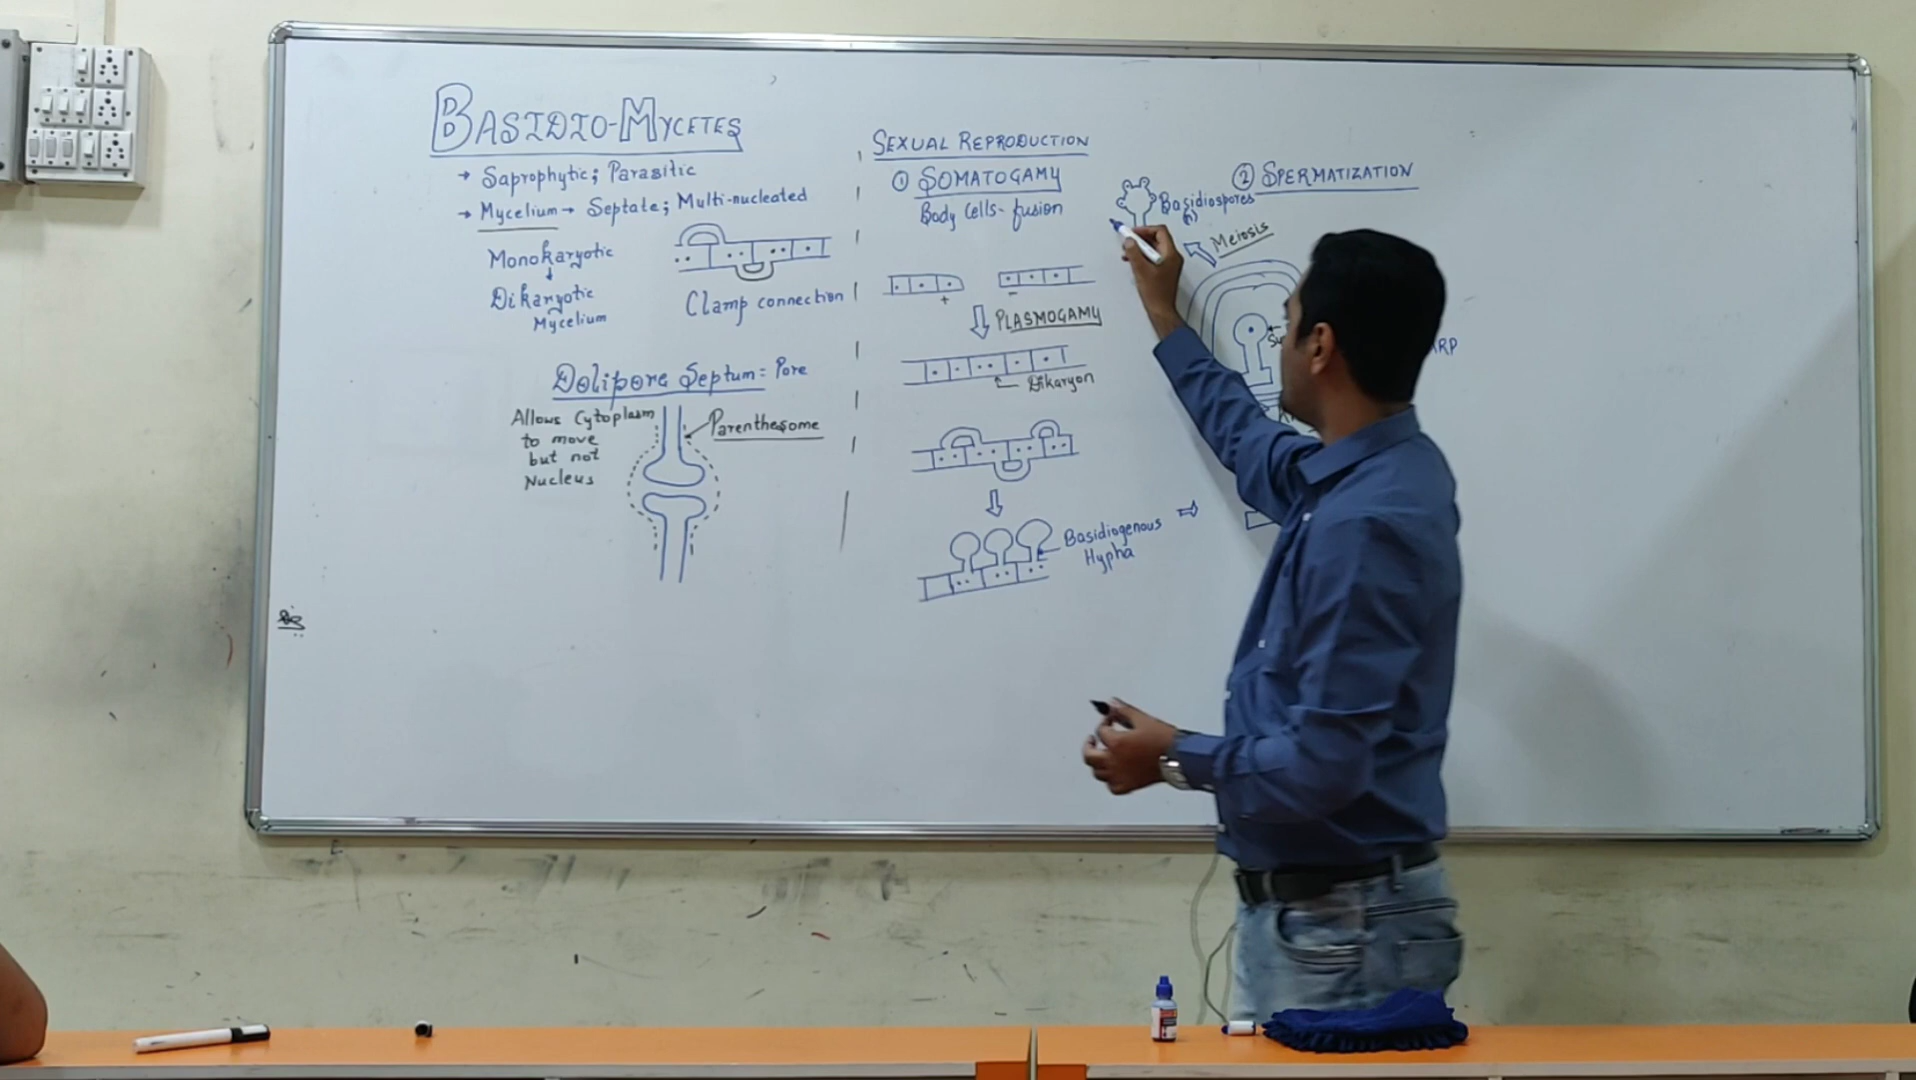 BASIDIO-MYCETES
→ Saprophytic; Parasitic
→ Mycelium → Septate; Multi-nucleated
Monokaryotic
↓
Dikaryotic
Mycelium
Clamp connection
Dolipore Septum = Pore
Allows Cytoplasm
to move
but not
Nucleus
Parenthesome
SEXUAL REPRODUCTION
① SOMATOGAMY
Body Cells- fusion
+
-
PLASMOGAMY
Dikaryon
Basidiogenous
Hypha
② SPERMATIZATION
Basidiospores
(n)
Meiosis